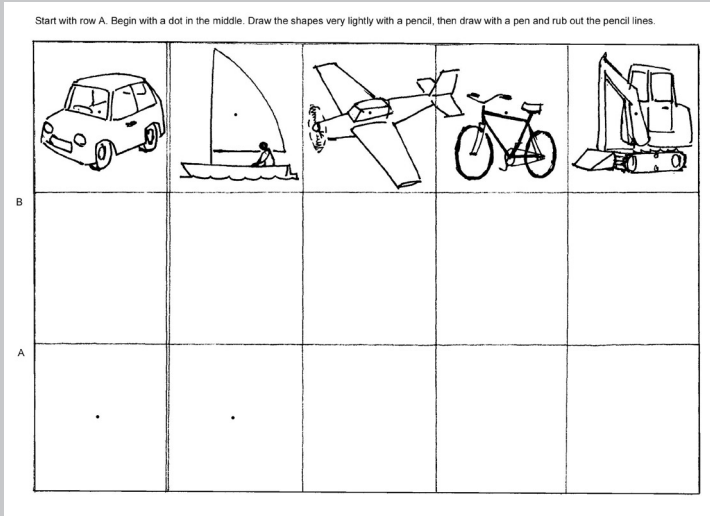 Start with row A. Begin with a dot in the middle. Draw the shapes very lightly with a pencil, then draw with a pen and rub out the pencil lines.
B
A